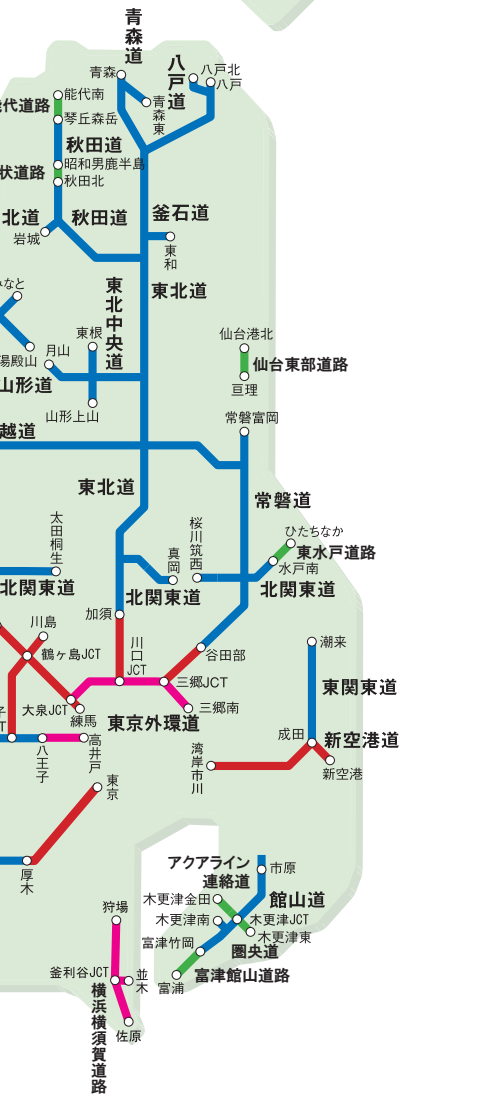 青森道
青森
八戸道
八戸北
八戸
能代南
代道路
青森東
琴丘森岳
秋田道
昭和男鹿半島
状道路
秋田北
北道
秋田道
釜石道
岩城
東和
東北中央道
東北道
なと
東根
仙台港北
月山
湯殿山
仙台東部道路
山形道
亘理
山形上山
常磐富岡
越道
東北道
常磐道
太田桐生
桜川筑西
ひたちなか
真岡
東水戸道路
水戸南
北関東道
北関東道
北関東道
加須
川島
川口JCT
潮来
鶴ヶ島JCT
谷田部
三郷JCT
東関東道
大泉JCT
練馬
三郷南
東京外環道
成田
新空港道
八王子
高井戸
湾岸市川
新空港
東京
厚木
アクアライン
連絡道
市原
狩場
木更津金田
館山道
木更津南
木更津JCT
富津竹岡
木更津東
圏央道
釜利谷JCT
並木
富浦
富津館山道路
横浜横須賀道路
佐原